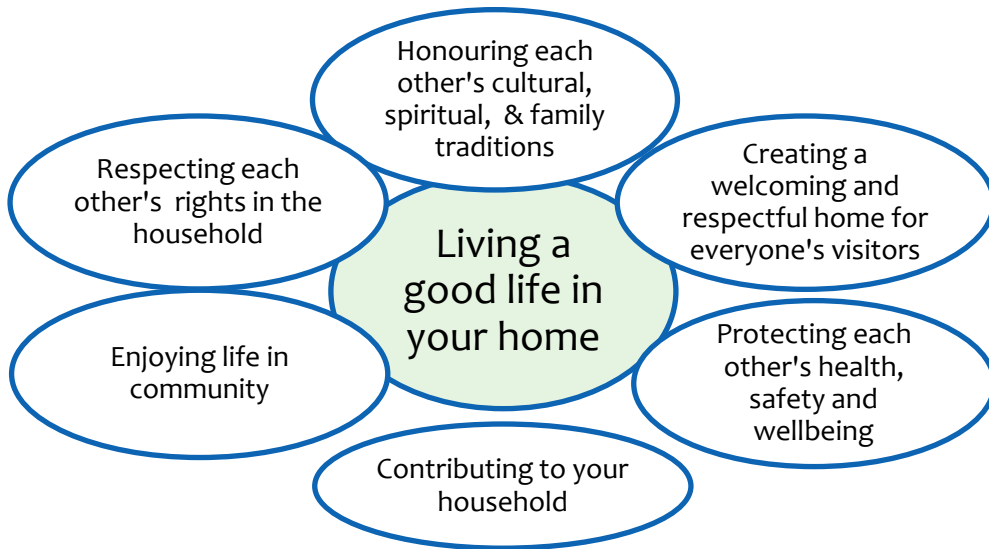 Honouring each
other's cultural,
spiritual, & family
traditions
Respecting each
other's rights in the
household
Creating a
welcoming and
respectful home for
everyone's visitors
Living a
good life in
your home
Enjoying life in
community
Protecting each
other's health,
safety and
wellbeing
Contributing to your
household